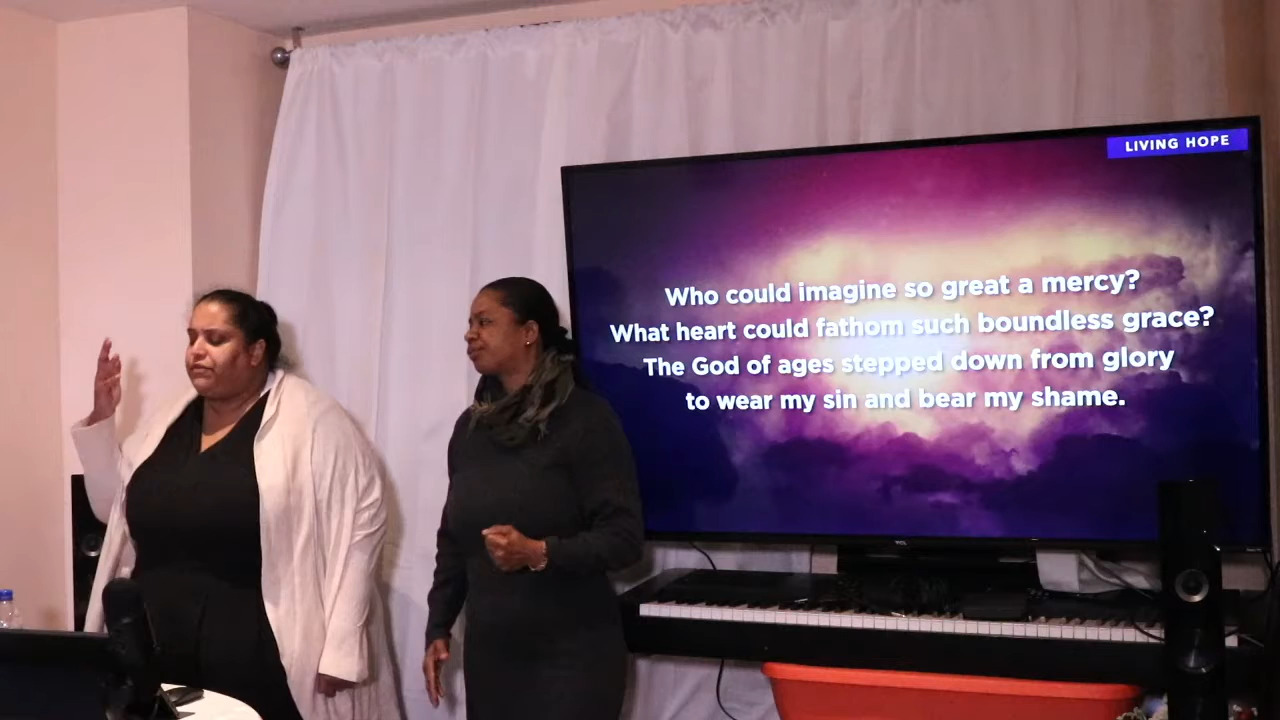 LIVING HOPE
Who could imagine so great a mercy?
What heart could fathom such boundless grace?
The God of ages stepped down from glory
to wear my sin and bear my shame.
TCL